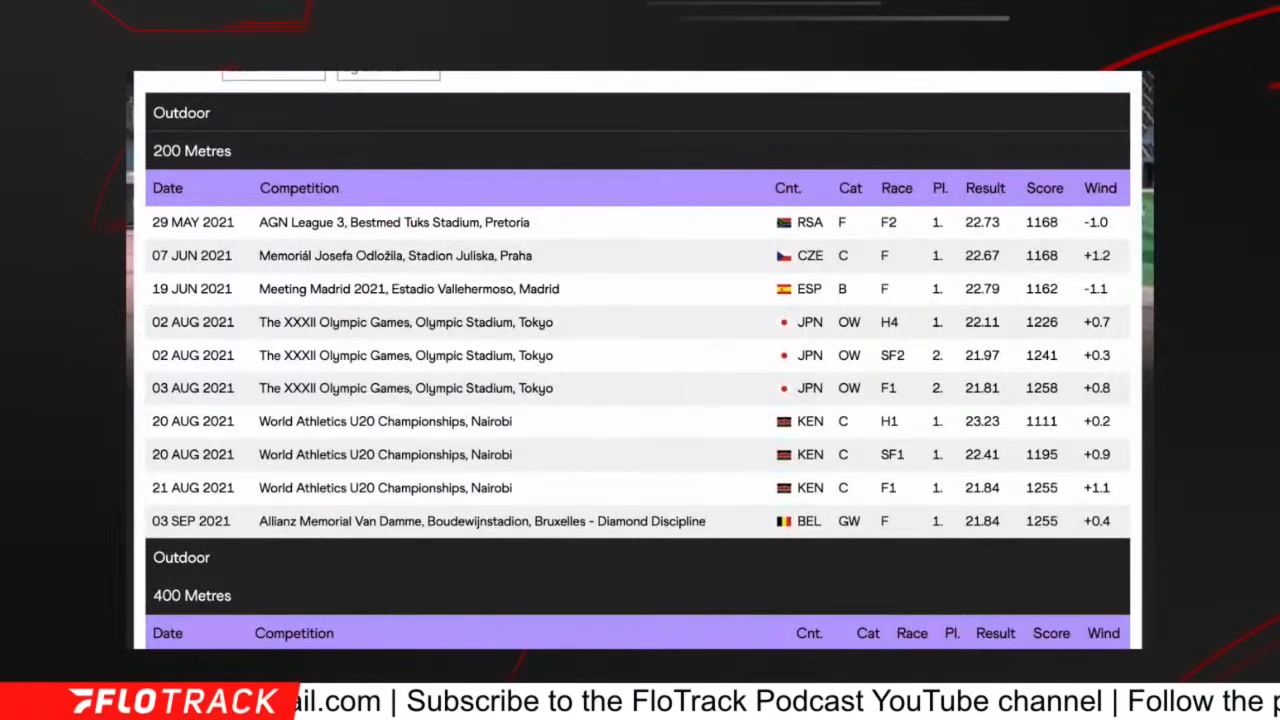 Outdoor
200 Metres
Date Competition Cnt. Cat Race Pl. Result Score Wind
29 MAY 2021 AGN League 3, Bestmed Tuks Stadium, Pretoria RSA F F2 1. 22.73 1168 -1.0
07 JUN 2021 Memoriál Josefa Odložila, Stadion Juliska, Praha CZE C F 1. 22.67 1168 +1.2
19 JUN 2021 Meeting Madrid 2021, Estadio Vallehermoso, Madrid ESP B F 1. 22.79 1162 -1.1
02 AUG 2021 The XXXII Olympic Games, Olympic Stadium, Tokyo JPN OW H4 1. 22.11 1226 +0.7
02 AUG 2021 The XXXII Olympic Games, Olympic Stadium, Tokyo JPN OW SF2 2. 21.97 1241 +0.3
03 AUG 2021 The XXXII Olympic Games, Olympic Stadium, Tokyo JPN OW F1 2. 21.81 1258 +0.8
20 AUG 2021 World Athletics U20 Championships, Nairobi KEN C H1 1. 23.23 1111 +0.2
20 AUG 2021 World Athletics U20 Championships, Nairobi KEN C SF1 1. 22.41 1195 +0.9
21 AUG 2021 World Athletics U20 Championships, Nairobi KEN C F1 1. 21.84 1255 +1.1
03 SEP 2021 Allianz Memorial Van Damme, Boudewijnstadion, Bruxelles - Diamond Discipline BEL GW F 1. 21.84 1255 +0.4
Outdoor
400 Metres
Date Competition Cnt. Cat Race Pl. Result Score Wind
FLOTRACK ail.com | Subscribe to the FloTrack Podcast YouTube channel | Follow the p